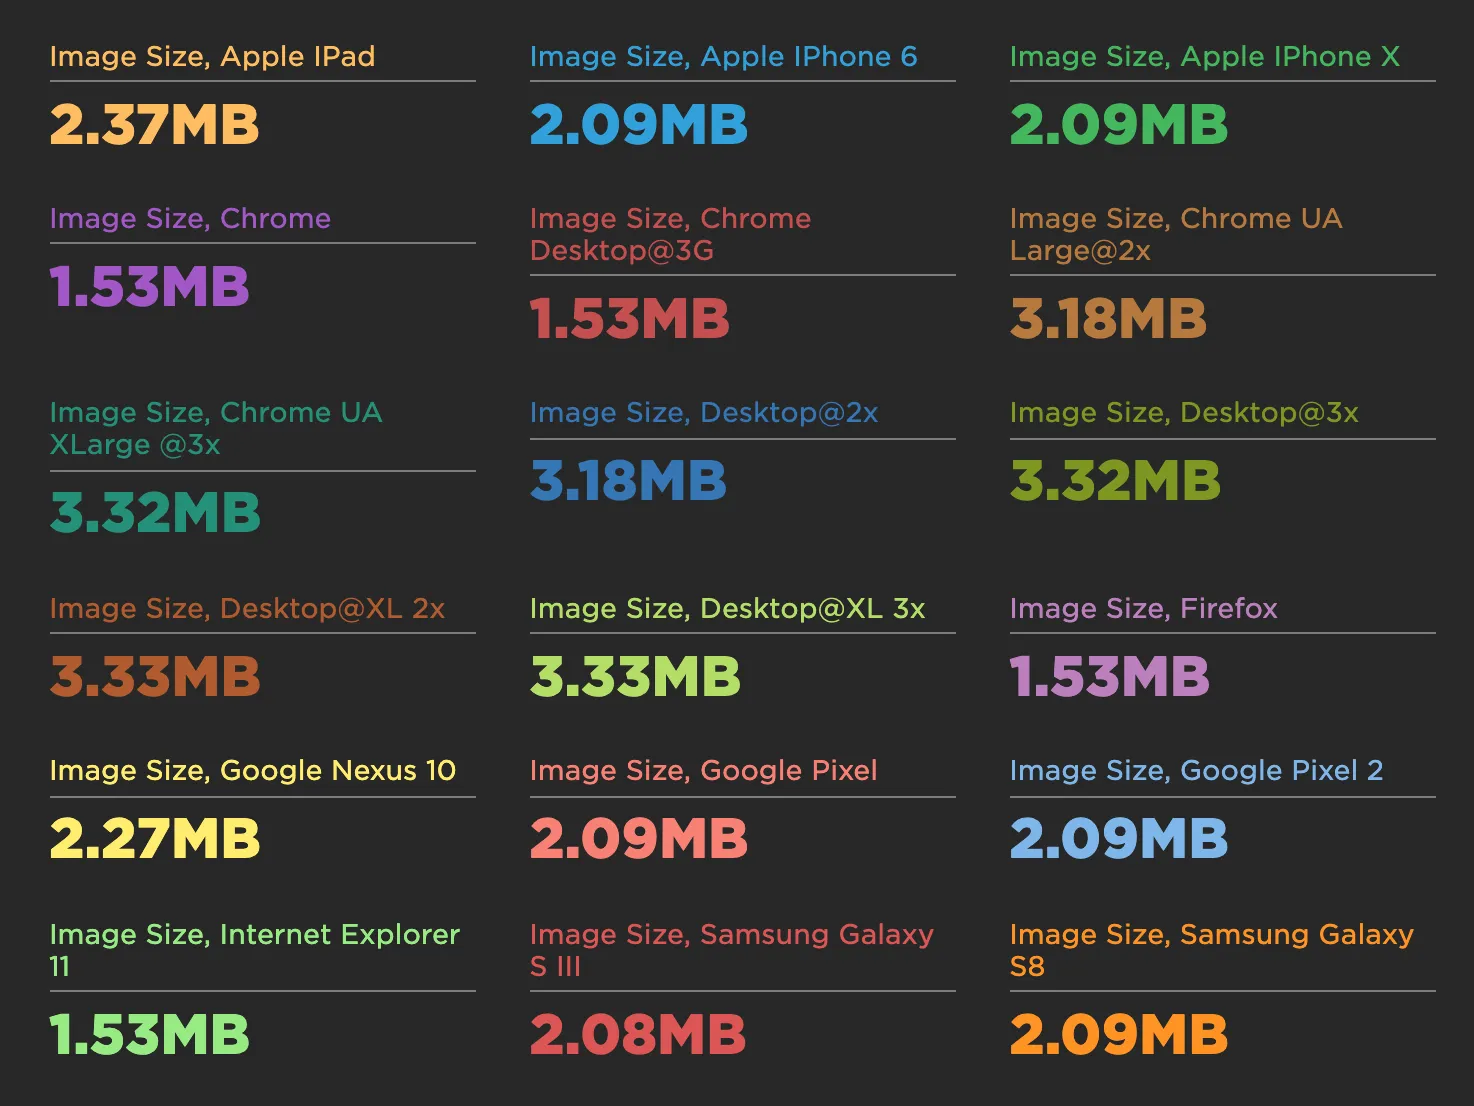 Image Size, Apple IPad
2.37MB
Image Size, Apple IPhone 6
2.09MB
Image Size, Apple IPhone X
2.09MB
Image Size, Chrome
1.53MB
Image Size, Chrome
Desktop@3G
1.53MB
Image Size, Chrome UA
Large@2x
3.18MB
Image Size, Chrome UA
XLarge @3x
3.32MB
Image Size, Desktop@2x
3.18MB
Image Size, Desktop@3x
3.32MB
Image Size, Desktop@XL 2x
3.33MB
Image Size, Desktop@XL 3x
3.33MB
Image Size, Firefox
1.53MB
Image Size, Google Nexus 10
2.27MB
Image Size, Google Pixel
2.09MB
Image Size, Google Pixel 2
2.09MB
Image Size, Internet Explorer
11
1.53MB
Image Size, Samsung Galaxy
S III
2.08MB
Image Size, Samsung Galaxy
S8
2.09MB